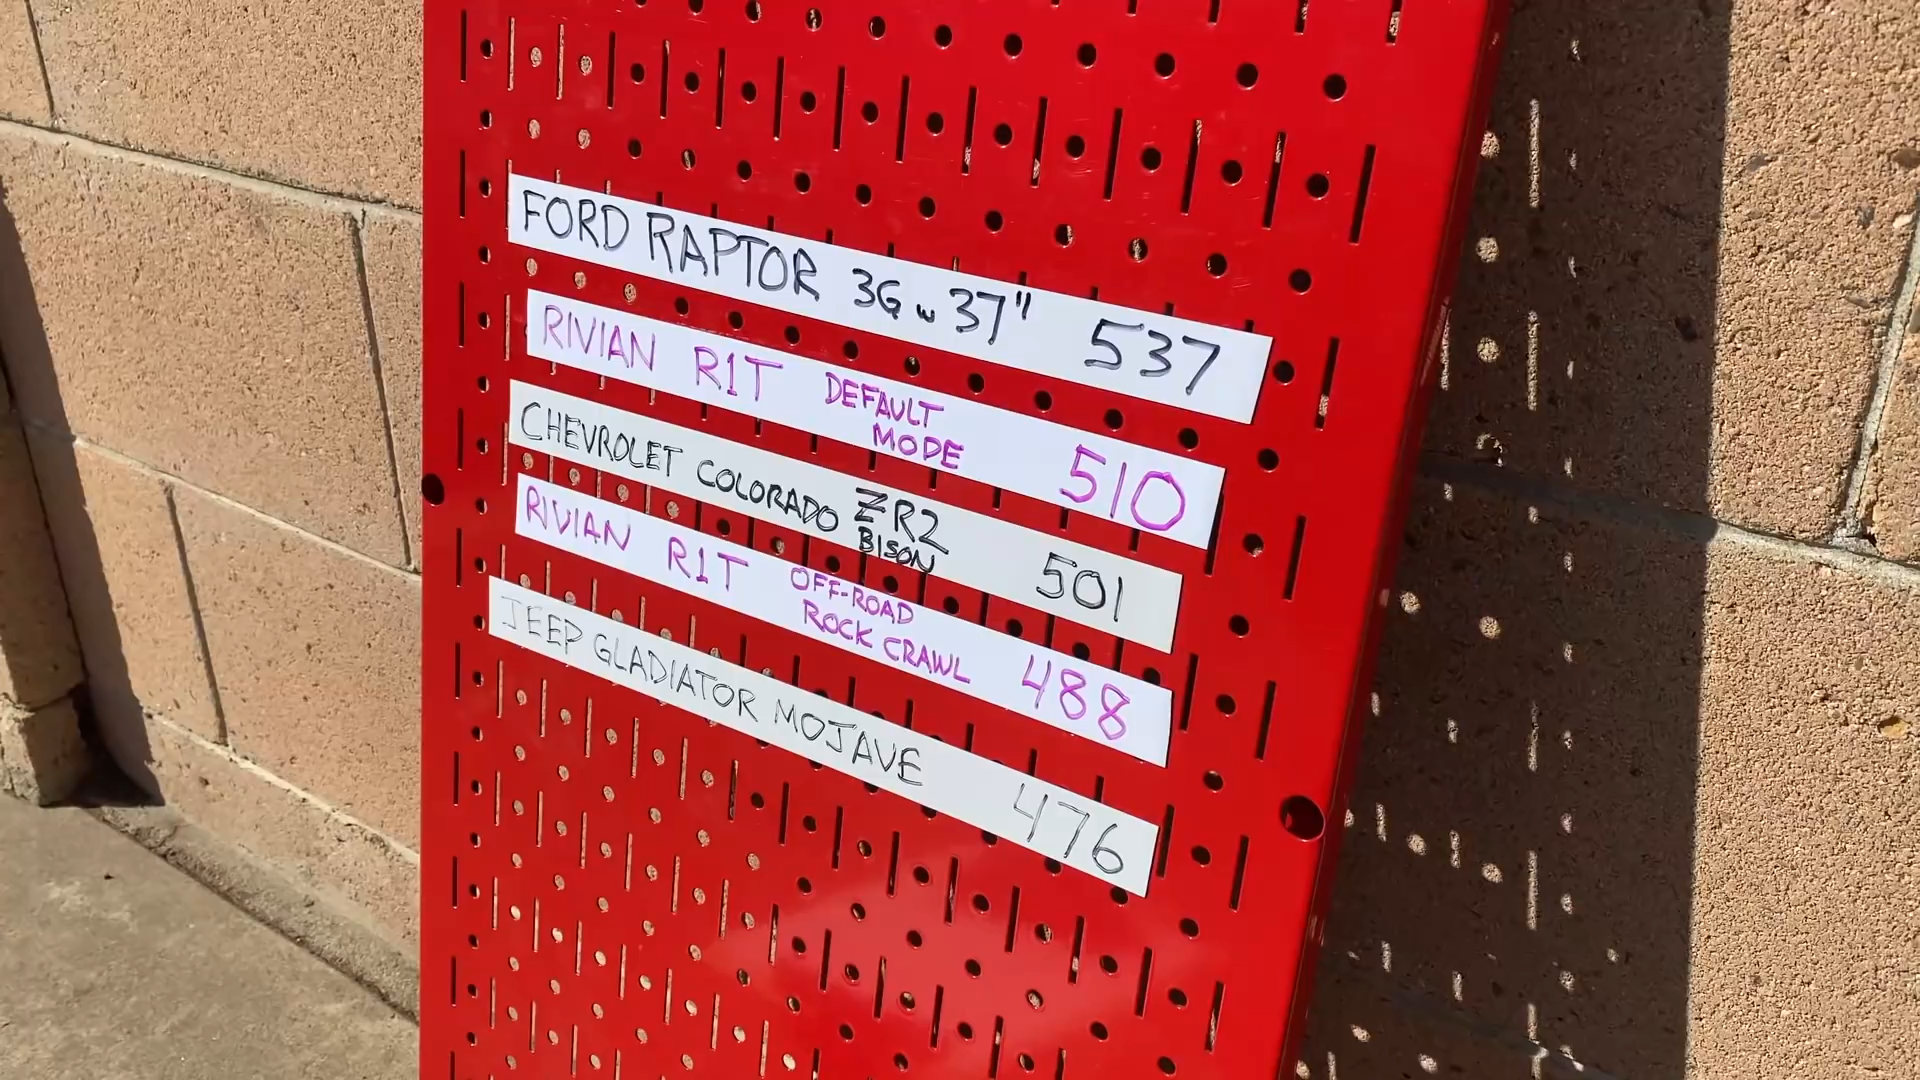 FORD RAPTOR 3G w 37" 537
RIVIAN R1T DEFAULT MODE 510
CHEVROLET COLORADO ZR2 BISON 501
RIVIAN R1T OFF-ROAD ROCK CRAWL 488
JEEP GLADIATOR MOJAVE 476